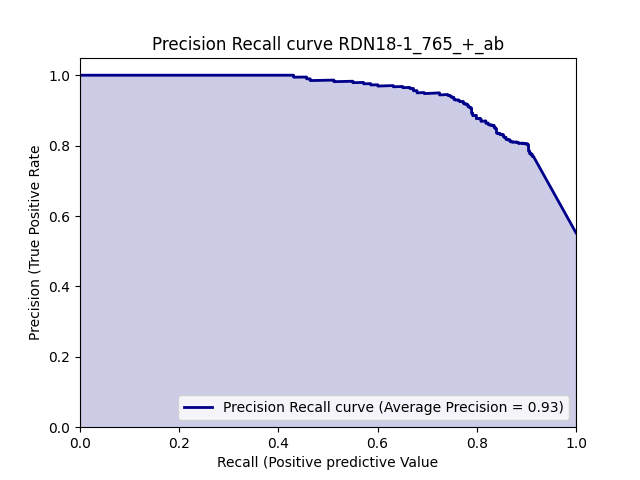 Precision Recall curve RDN18-1_765_+_ab
1.0
0.8
0.6
0.4
0.2
0.0
Precision (True Positive Rate
Precision Recall curve (Average Precision = 0.93)
0.0 0.2 0.4 0.6 0.8 1.0
Recall (Positive predictive Value